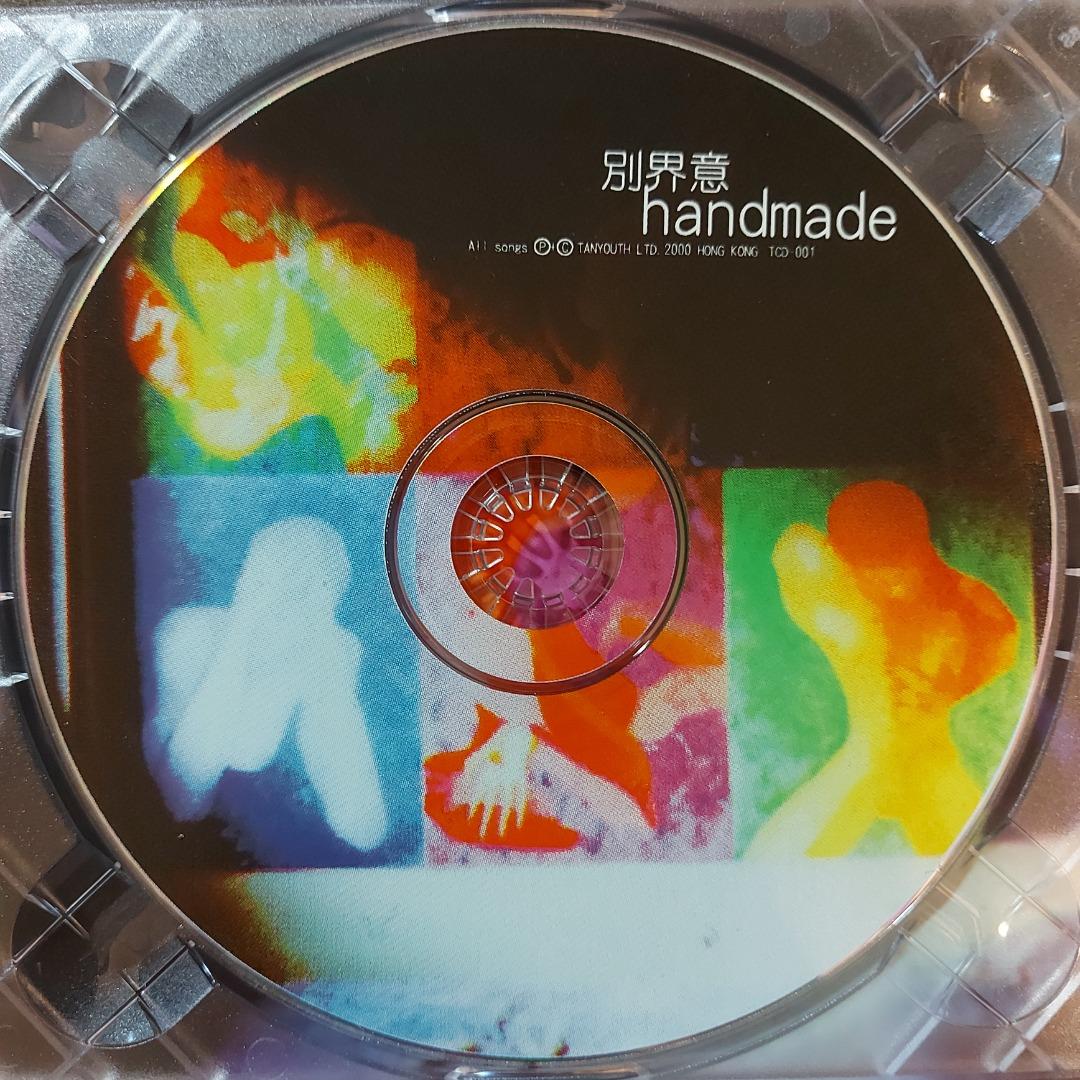 別界意
handmade
All songs Ⓟ+Ⓒ TANYOUTH LTD. 2000 HONG KONG TCD-001